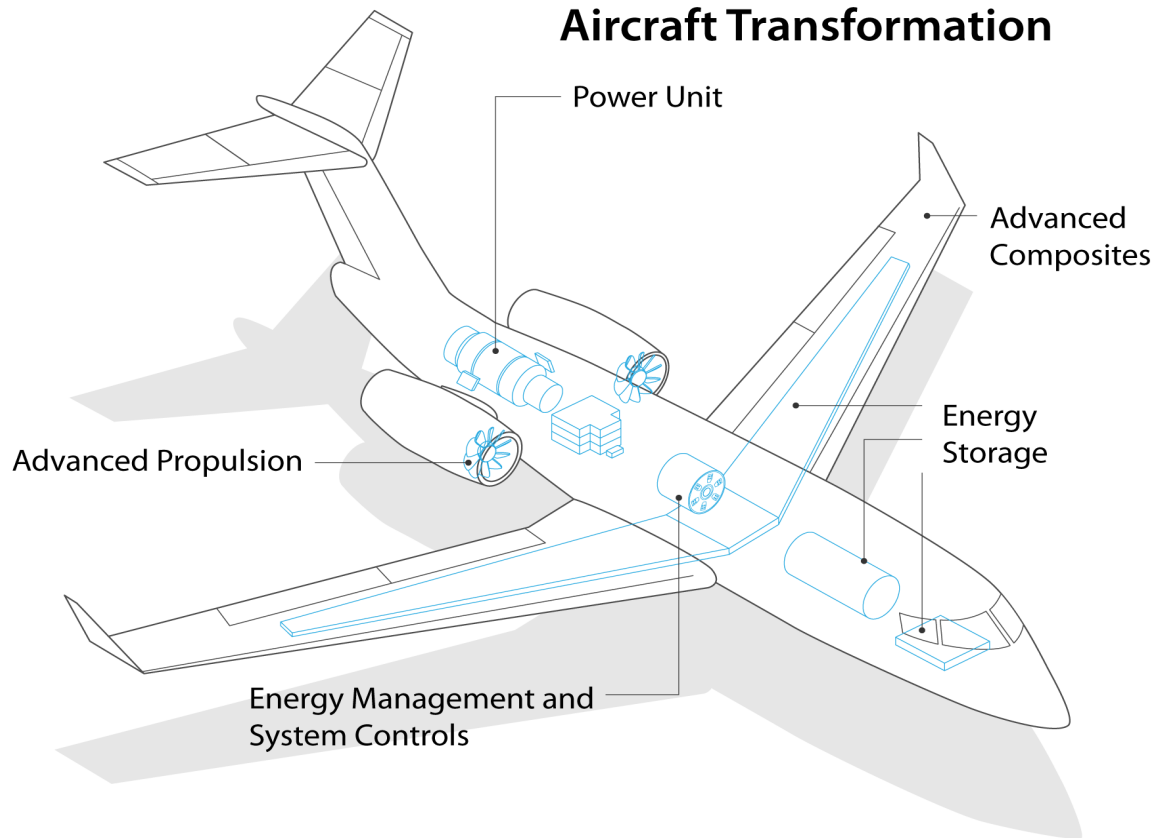 Aircraft Transformation
Power Unit
Advanced
Composites
Energy
Storage
Advanced Propulsion
Energy Management and
System Controls